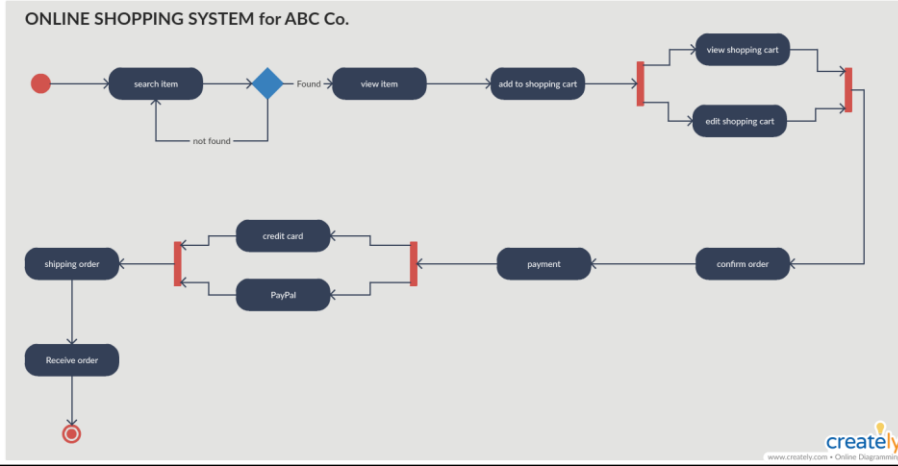 ONLINE SHOPPING SYSTEM for ABC Co.
search item
Found
view item
add to shopping cart
view shopping cart
edit shopping cart
not found
credit card
PayPal
shipping order
payment
confirm order
Receive order
creately
www.creately.com • Online Diagramming